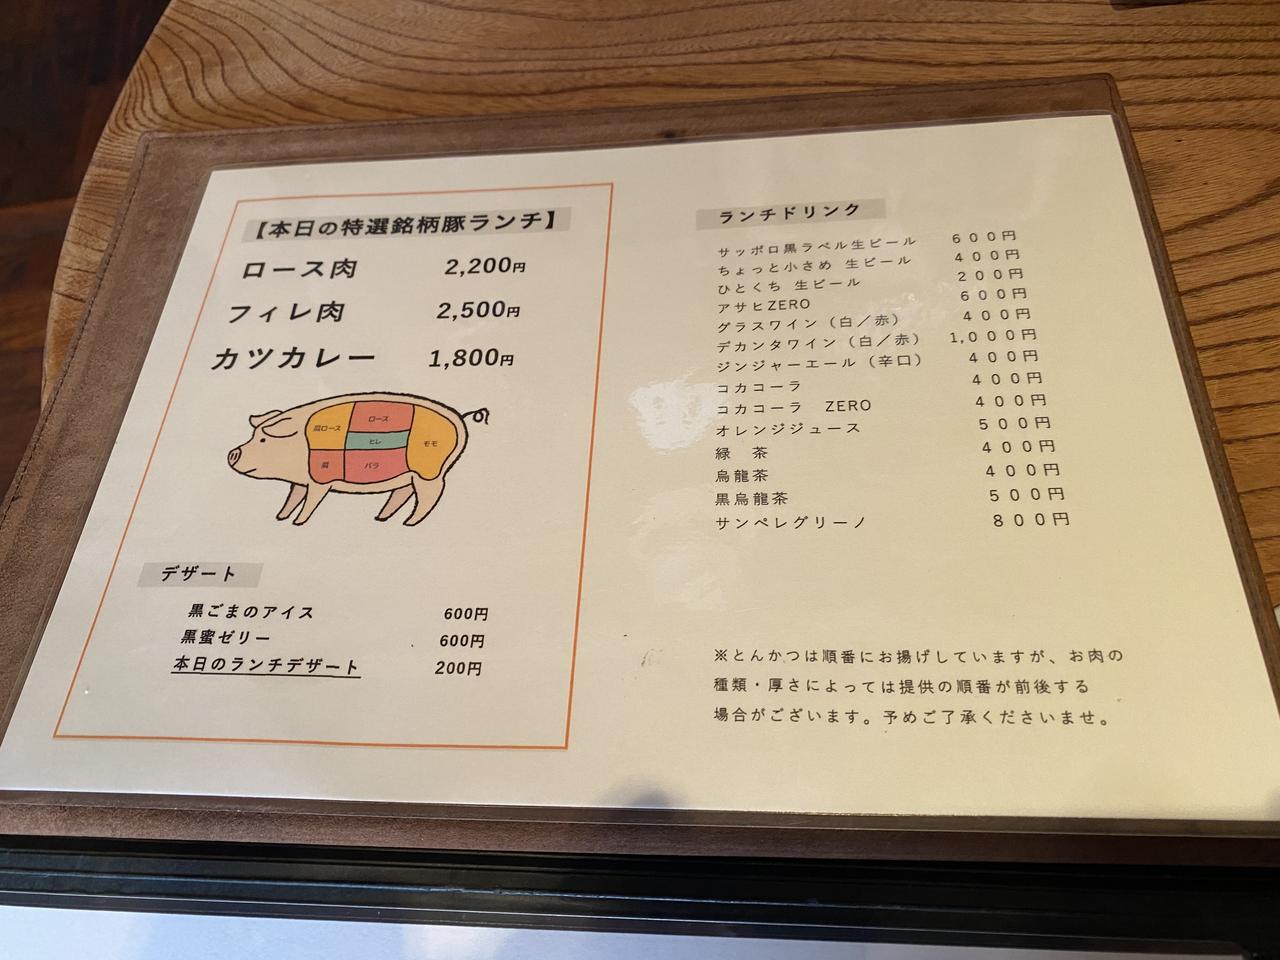 【本日の特選銘柄豚ランチ】
ロース肉 2,200円
フィレ肉 2,500円
カツカレー 1,800円
肩ロース
ロース
ヒレ
モモ
肩
バラ
デザート
黒ごまのアイス 600円
黒蜜ゼリー 600円
本日のランチデザート 200円
ランチドリンク
サッポロ黒ラベル生ビール 600円
ちょっと小さめ 生ビール 400円
ひとくち 生ビール 200円
アサヒZERO 600円
グラスワイン（白／赤） 400円
デカンタワイン（白／赤） 1,000円
ジンジャーエール（辛口） 400円
コカコーラ 400円
コカコーラ ZERO 400円
オレンジジュース 500円
緑 茶 400円
烏龍茶 400円
黒烏龍茶 500円
サンペレグリーノ 800円
※とんかつは順番にお揚げしていますが、お肉の
種類・厚さによっては提供の順番が前後する
場合がございます。予めご了承くださいませ。